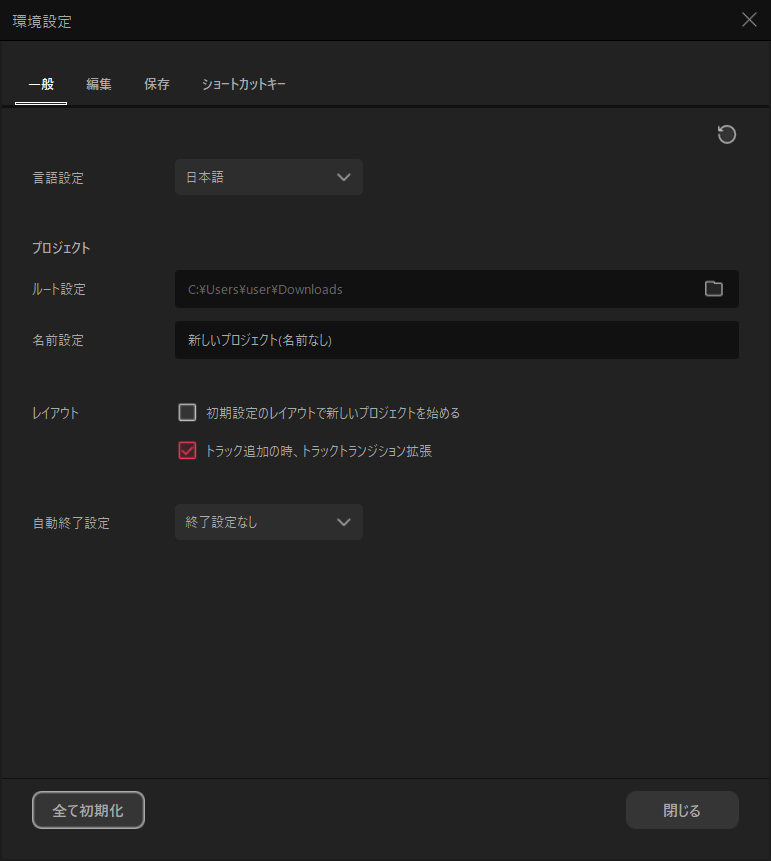 環境設定
一般 編集 保存 ショートカットキー
言語設定 日本語
プロジェクト
ルート設定 C:¥Users¥user¥Downloads
名前設定 新しいプロジェクト(名前なし)
レイアウト 初期設定のレイアウトで新しいプロジェクトを始める
トラック追加の時、トラックトランジション拡張
自動終了設定 終了設定なし
全て初期化 閉じる